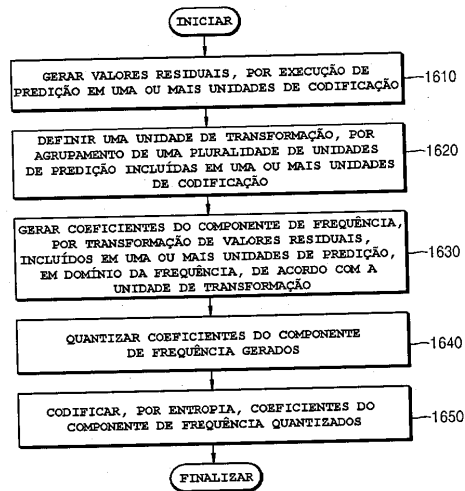 INICIAR
GERAR VALORES RESIDUAIS, POR EXECUÇÃO DE
PREDIÇÃO EM UMA OU MAIS UNIDADES DE CODIFICAÇÃO
1610
DEFINIR UMA UNIDADE DE TRANSFORMAÇÃO, POR
AGRUPAMENTO DE UMA PLURALIDADE DE UNIDADES
DE PREDIÇÃO INCLUÍDAS EM UMA OU MAIS UNIDADES
DE CODIFICAÇÃO
1620
GERAR COEFICIENTES DO COMPONENTE DE FREQUÊNCIA,
POR TRANSFORMAÇÃO DE VALORES RESIDUAIS,
INCLUÍDOS EM UMA OU MAIS UNIDADES DE PREDIÇÃO,
EM DOMÍNIO DA FREQUÊNCIA, DE ACORDO COM A
UNIDADE DE TRANSFORMAÇÃO
1630
QUANTIZAR COEFICIENTES DO COMPONENTE
DE FREQUÊNCIA GERADOS
1640
CODIFICAR, POR ENTROPIA, COEFICIENTES DO
COMPONENTE DE FREQUÊNCIA QUANTIZADOS
1650
FINALIZAR